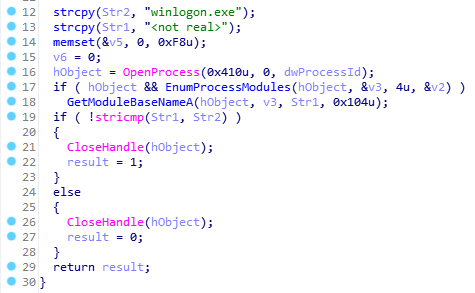 12 strcpy(Str2, "winlogon.exe");
13 strcpy(Str1, "<not real>");
14 memset(&v5, 0, 0xF8u);
15 v6 = 0;
16 hObject = OpenProcess(0x410u, 0, dwProcessId);
17 if ( hObject && EnumProcessModules(hObject, &v3, 4u, &v2) )
18 GetModuleBaseNameA(hObject, v3, Str1, 0x104u);
19 if ( !stricmp(Str1, Str2) )
20 {
21 CloseHandle(hObject);
22 result = 1;
23 }
24 else
25 {
26 CloseHandle(hObject);
27 result = 0;
28 }
29 return result;
30 }